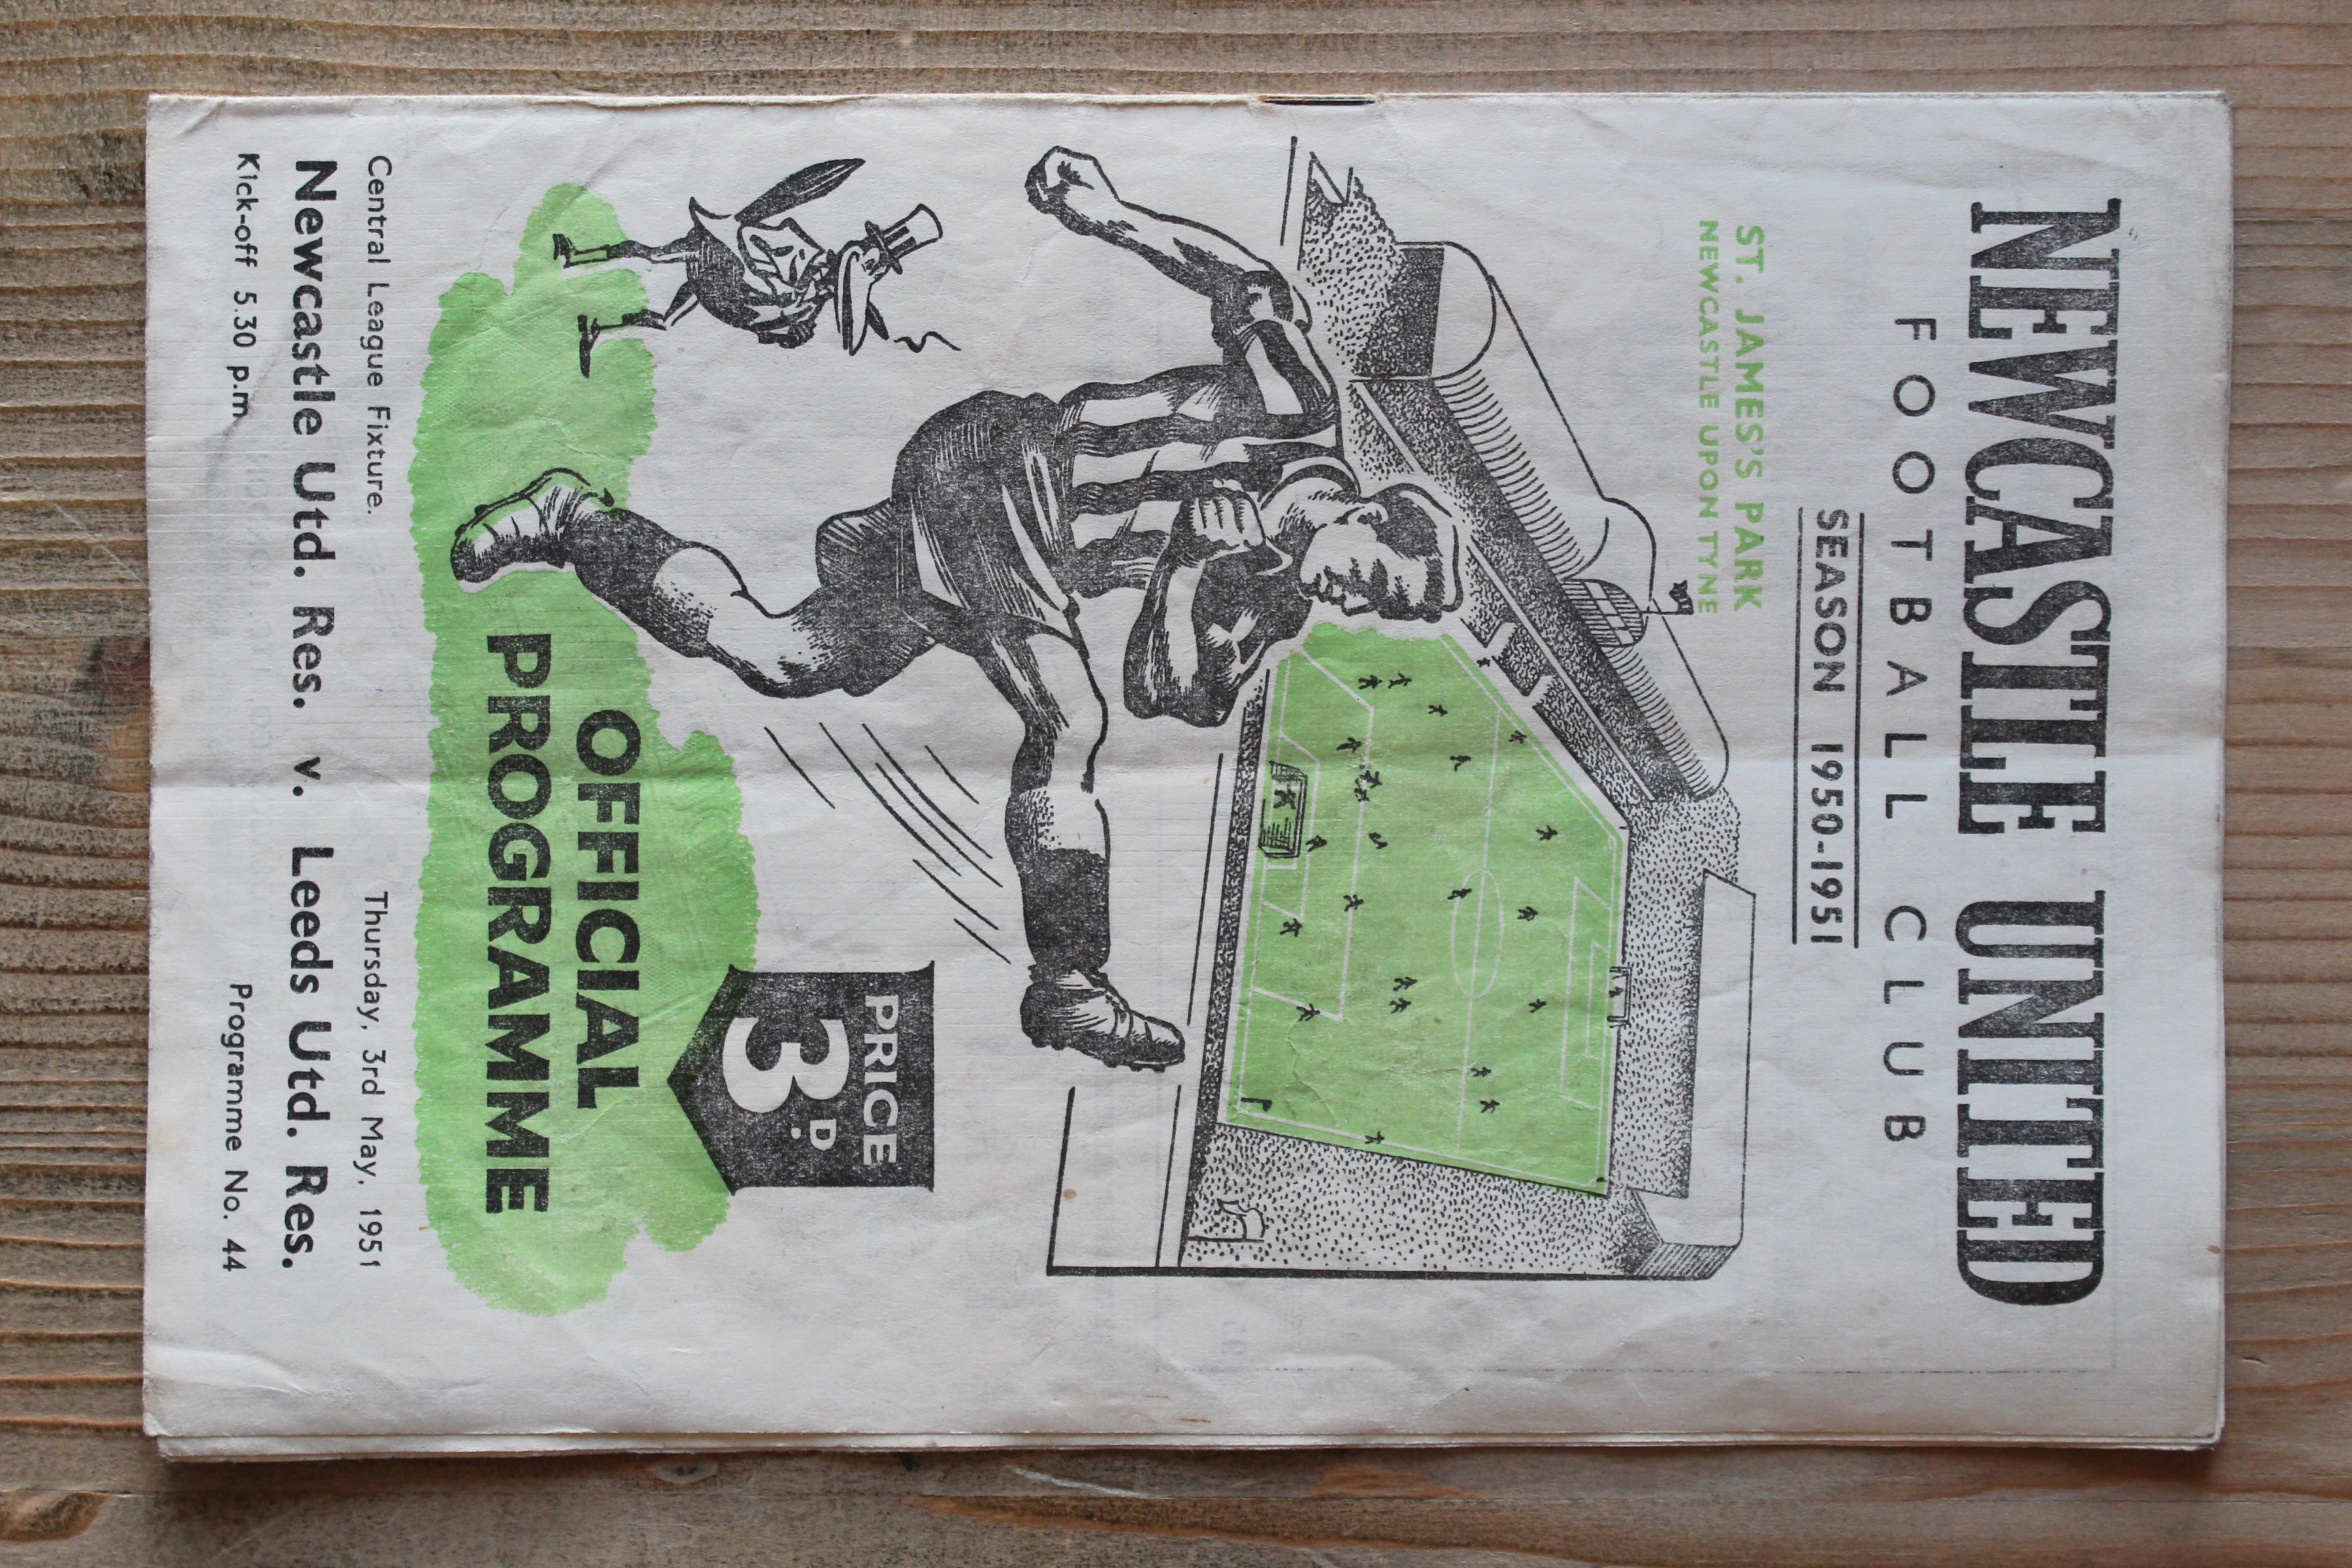 NEWCASTLE UNITED
FOOTBALL CLUB
SEASON 1950-1951
ST. JAMES'S PARK
NEWCASTLE UPON TYNE
PRICE
3D.
OFFICIAL
PROGRAMME
Central League Fixture. Thursday, 3rd May, 1951
Newcastle Utd. Res. v. Leeds Utd. Res.
Kick-off 5.30 p.m. Programme No. 44